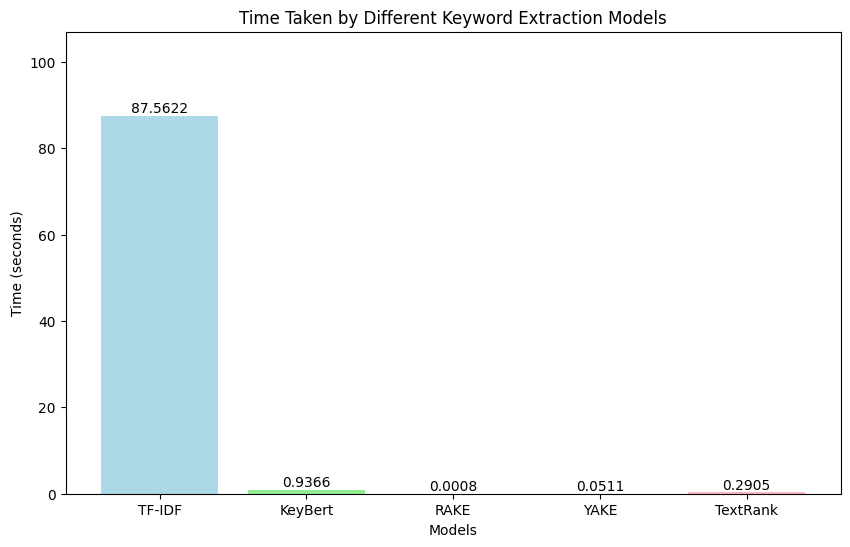 Time Taken by Different Keyword Extraction Models
Time (seconds)
100
80
60
40
20
0
87.5622
0.9366
0.0008
0.0511
0.2905
TF-IDF
KeyBert
RAKE
YAKE
TextRank
Models